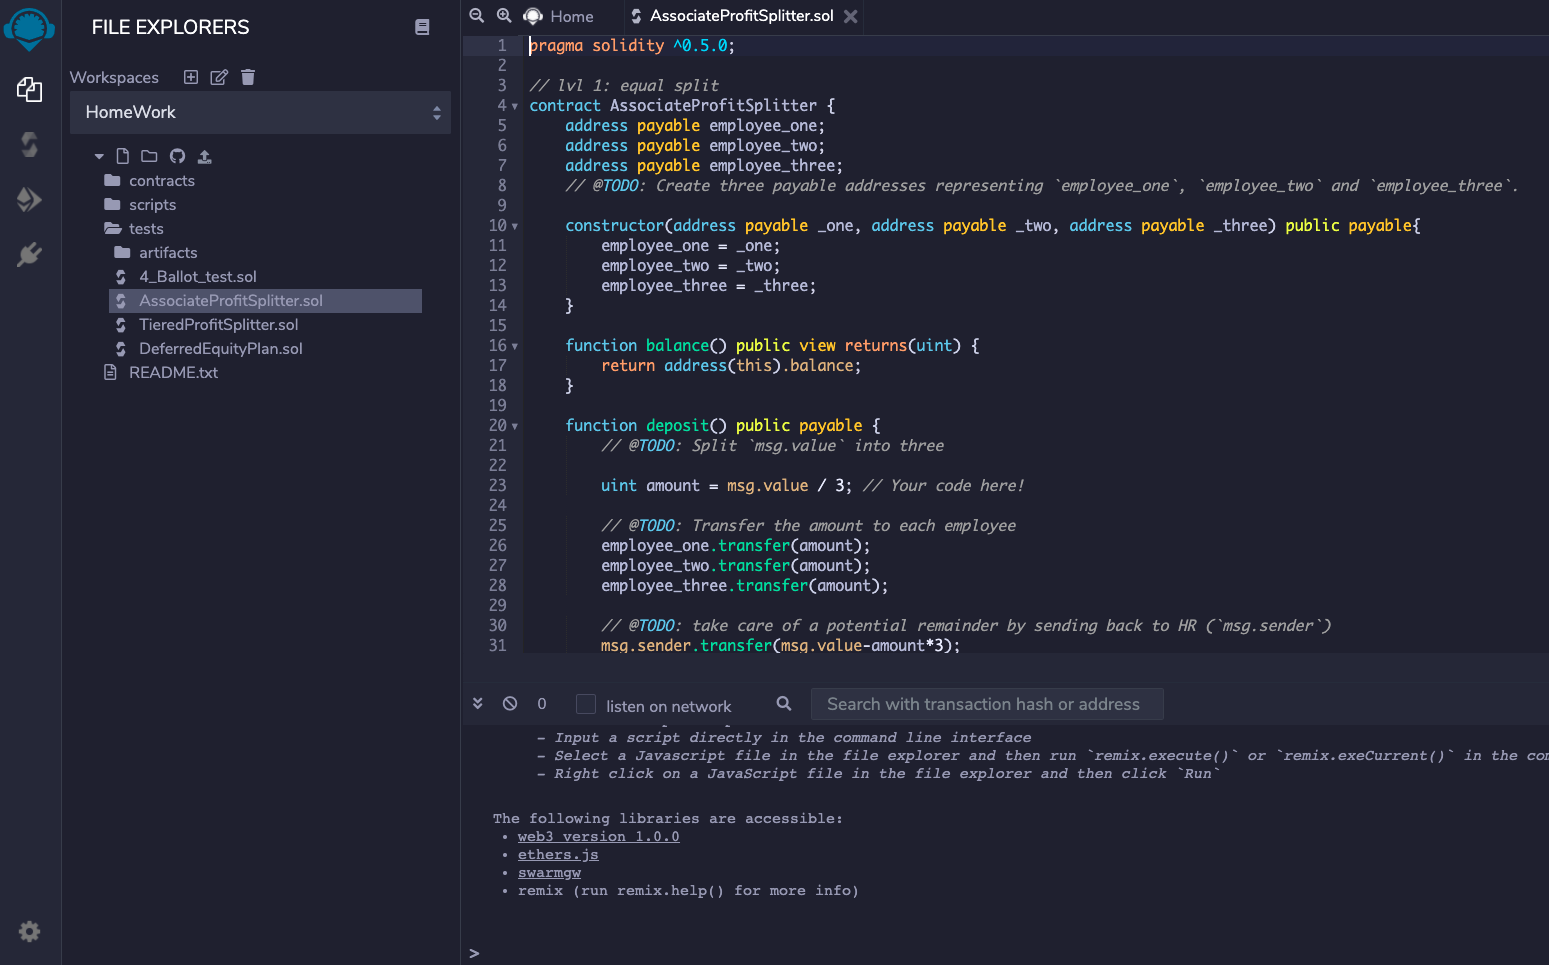 FILE EXPLORERS
Workspaces
HomeWork
contracts
scripts
tests
artifacts
4_Ballot_test.sol
AssociateProfitSplitter.sol
TieredProfitSplitter.sol
DeferredEquityPlan.sol
README.txt
Home
AssociateProfitSplitter.sol
1 pragma solidity ^0.5.0;
2
3 // lvl 1: equal split
4 contract AssociateProfitSplitter {
5 address payable employee_one;
6 address payable employee_two;
7 address payable employee_three;
8 // @TODO: Create three payable addresses representing `employee_one`, `employee_two` and `employee_three`.
9
10 constructor(address payable _one, address payable _two, address payable _three) public payable{
11 employee_one = _one;
12 employee_two = _two;
13 employee_three = _three;
14 }
15
16 function balance() public view returns(uint) {
17 return address(this).balance;
18 }
19
20 function deposit() public payable {
21 // @TODO: Split `msg.value` into three
22
23 uint amount = msg.value / 3; // Your code here!
24
25 // @TODO: Transfer the amount to each employee
26 employee_one.transfer(amount);
27 employee_two.transfer(amount);
28 employee_three.transfer(amount);
29
30 // @TODO: take care of a potential remainder by sending back to HR (`msg.sender`)
31 msg.sender.transfer(msg.value-amount*3);
0
listen on network
Search with transaction hash or address
- Input a script directly in the command line interface
- Select a Javascript file in the file explorer and then run `remix.execute()` or `remix.exeCurrent()` in the
- Right click on a JavaScript file in the file explorer and then click `Run`
The following libraries are accessible:
• web3 version 1.0.0
• ethers.js
• swarmgw
• remix (run remix.help() for more info)
>